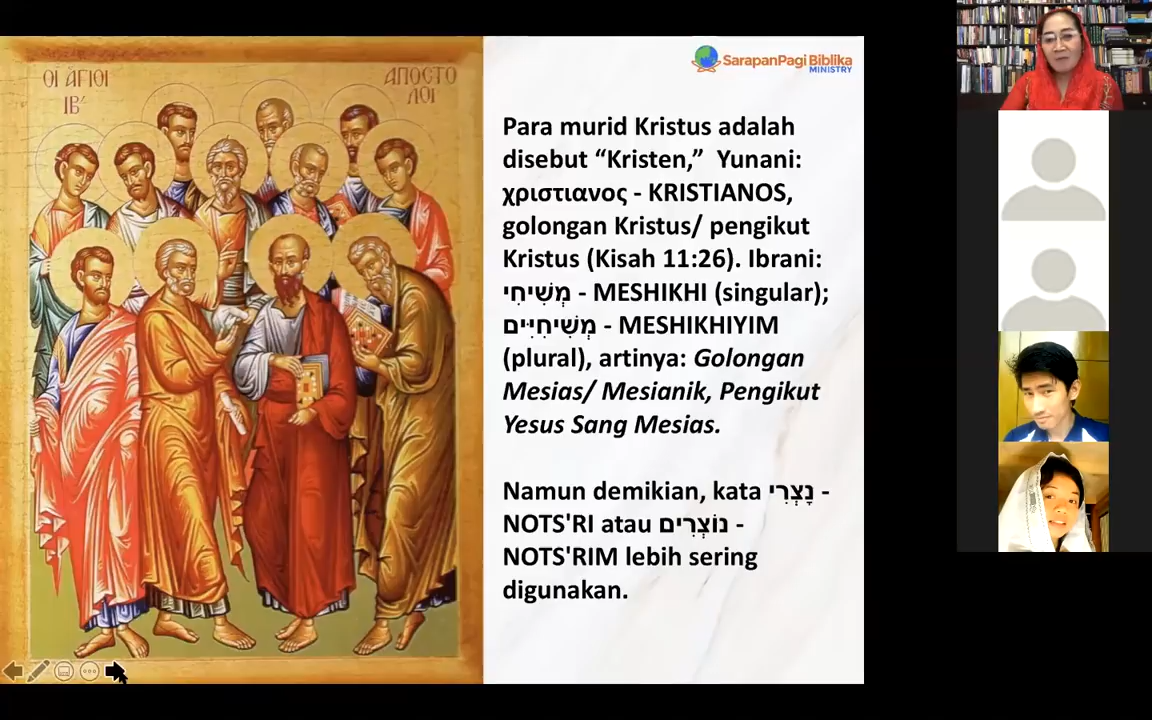 ΟΙ ΑΓΙΟΙ
ΙΒ΄
ΑΠΟСΤΟ
ΛΟΙ
SarapanPagi Biblika
MINISTRY
Para murid Kristus adalah
disebut “Kristen,” Yunani:
χριστιανος - KRISTIANOS,
golongan Kristus/ pengikut
Kristus (Kisah 11:26). Ibrani:
מְשִׁיחִי - MESHIKHI (singular);
מְשִׁיחִיִּים - MESHIKHIYIM
(plural), artinya: Golongan
Mesias/ Mesianik, Pengikut
Yesus Sang Mesias.
Namun demikian, kata נָצְרִי -
NOTS'RI atau נוֹצְרִים -
NOTS'RIM lebih sering
digunakan.